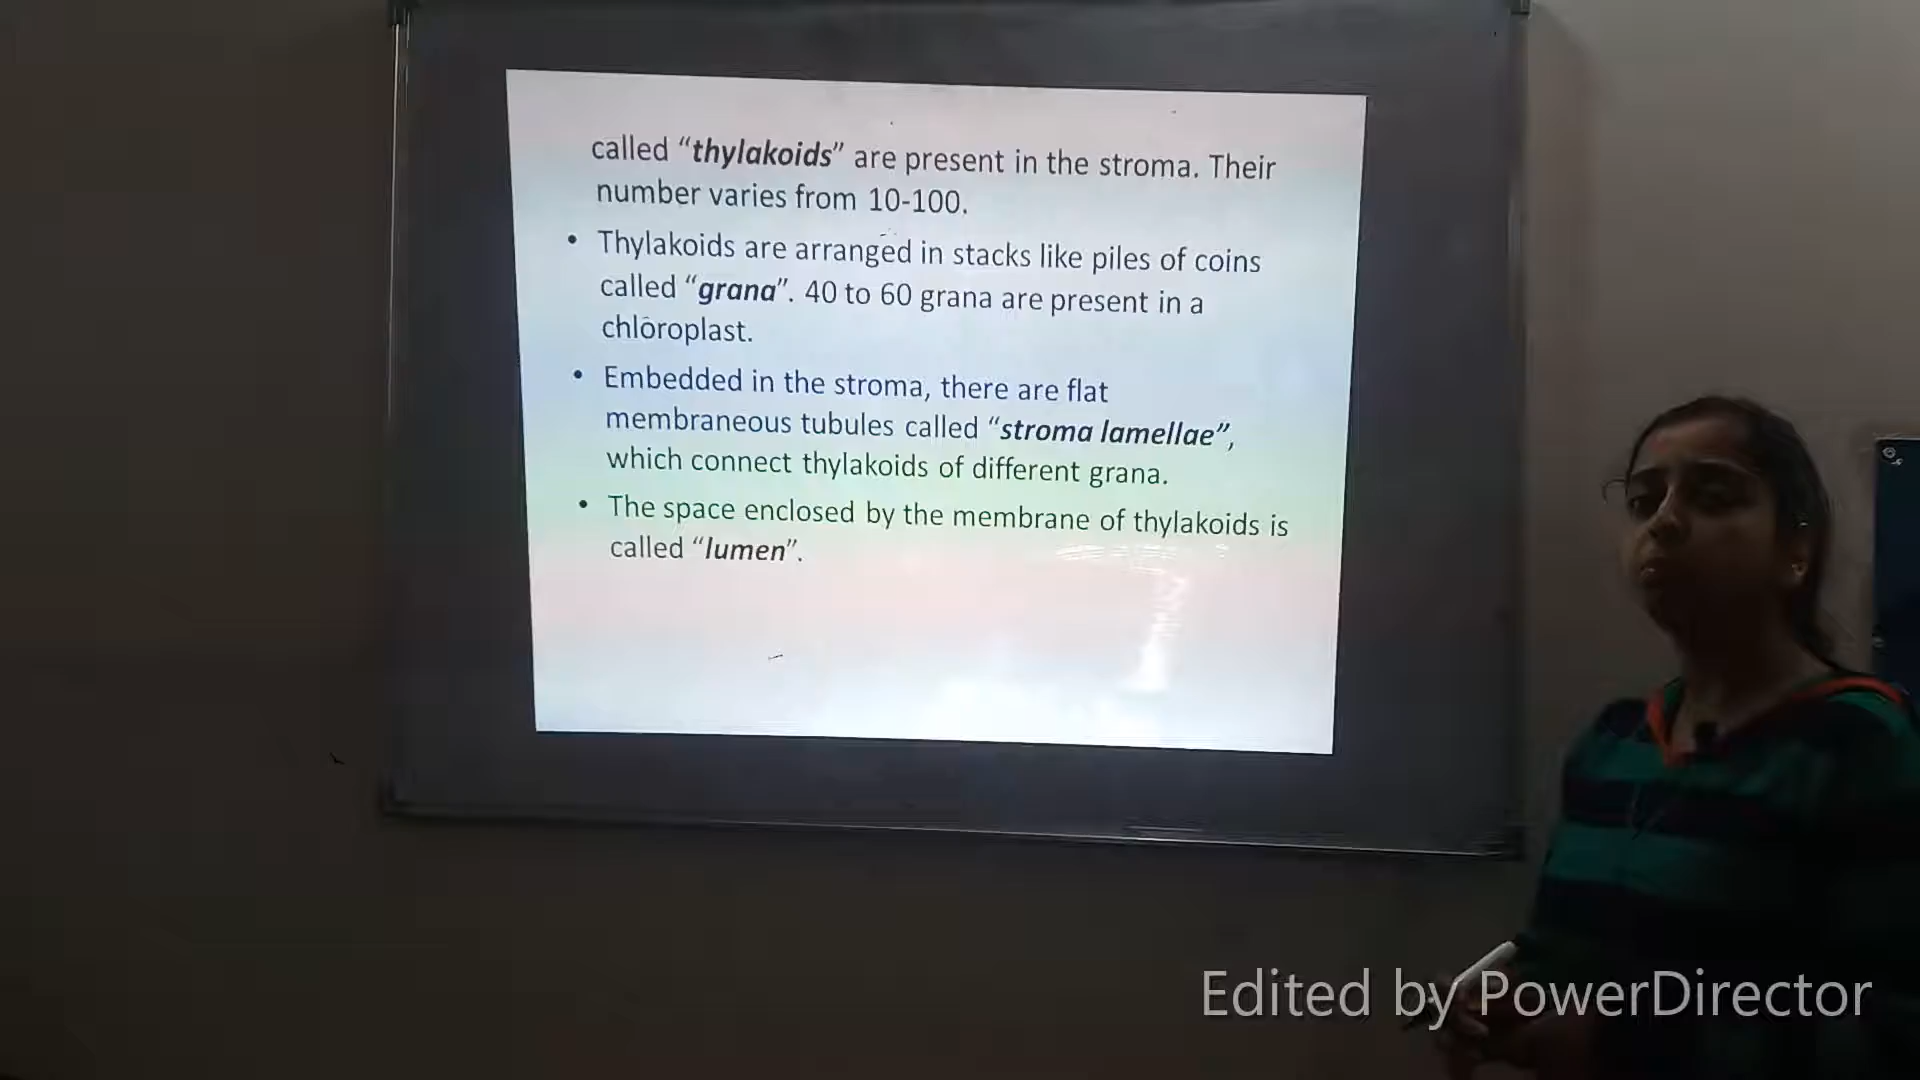 called “thylakoids” are present in the stroma. Their
number varies from 10-100.
• Thylakoids are arranged in stacks like piles of coins
called “grana”. 40 to 60 grana are present in a
chloroplast.
• Embedded in the stroma, there are flat
membraneous tubules called “stroma lamellae”,
which connect thylakoids of different grana.
• The space enclosed by the membrane of thylakoids is
called “lumen”.
Edited by PowerDirector